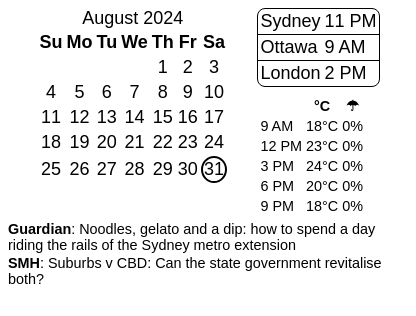 August 2024
Su Mo Tu We Th Fr Sa
1 2 3
4 5 6 7 8 9 10
11 12 13 14 15 16 17
18 19 20 21 22 23 24
25 26 27 28 29 30 31
Sydney 11 PM
Ottawa 9 AM
London 2 PM
°C ☂
9 AM 18°C 0%
12 PM 23°C 0%
3 PM 24°C 0%
6 PM 20°C 0%
9 PM 18°C 0%
Guardian: Noodles, gelato and a dip: how to spend a day
riding the rails of the Sydney metro extension
SMH: Suburbs v CBD: Can the state government revitalise
both?